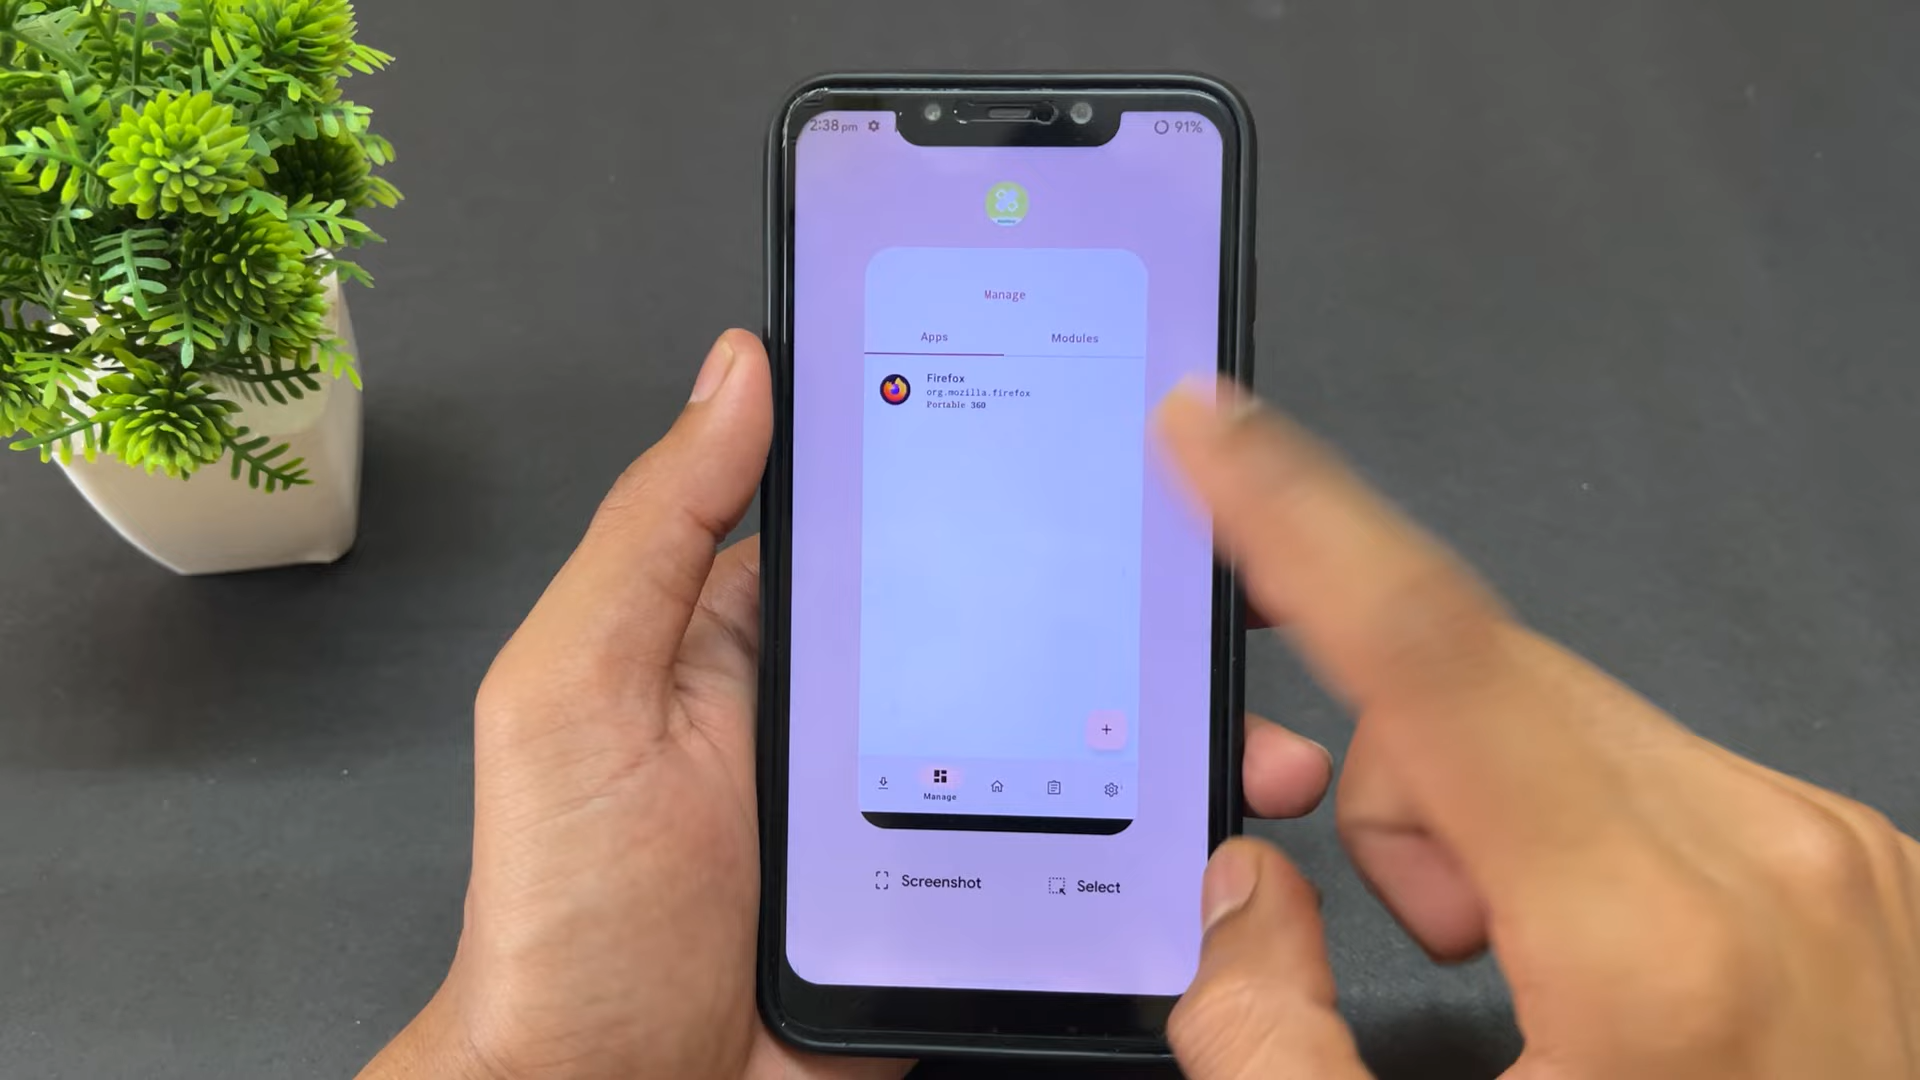 2:38 pm
91%
Manage
Apps
Modules
Firefox
org.mozilla.firefox
Portable 360
Manage
Screenshot
Select